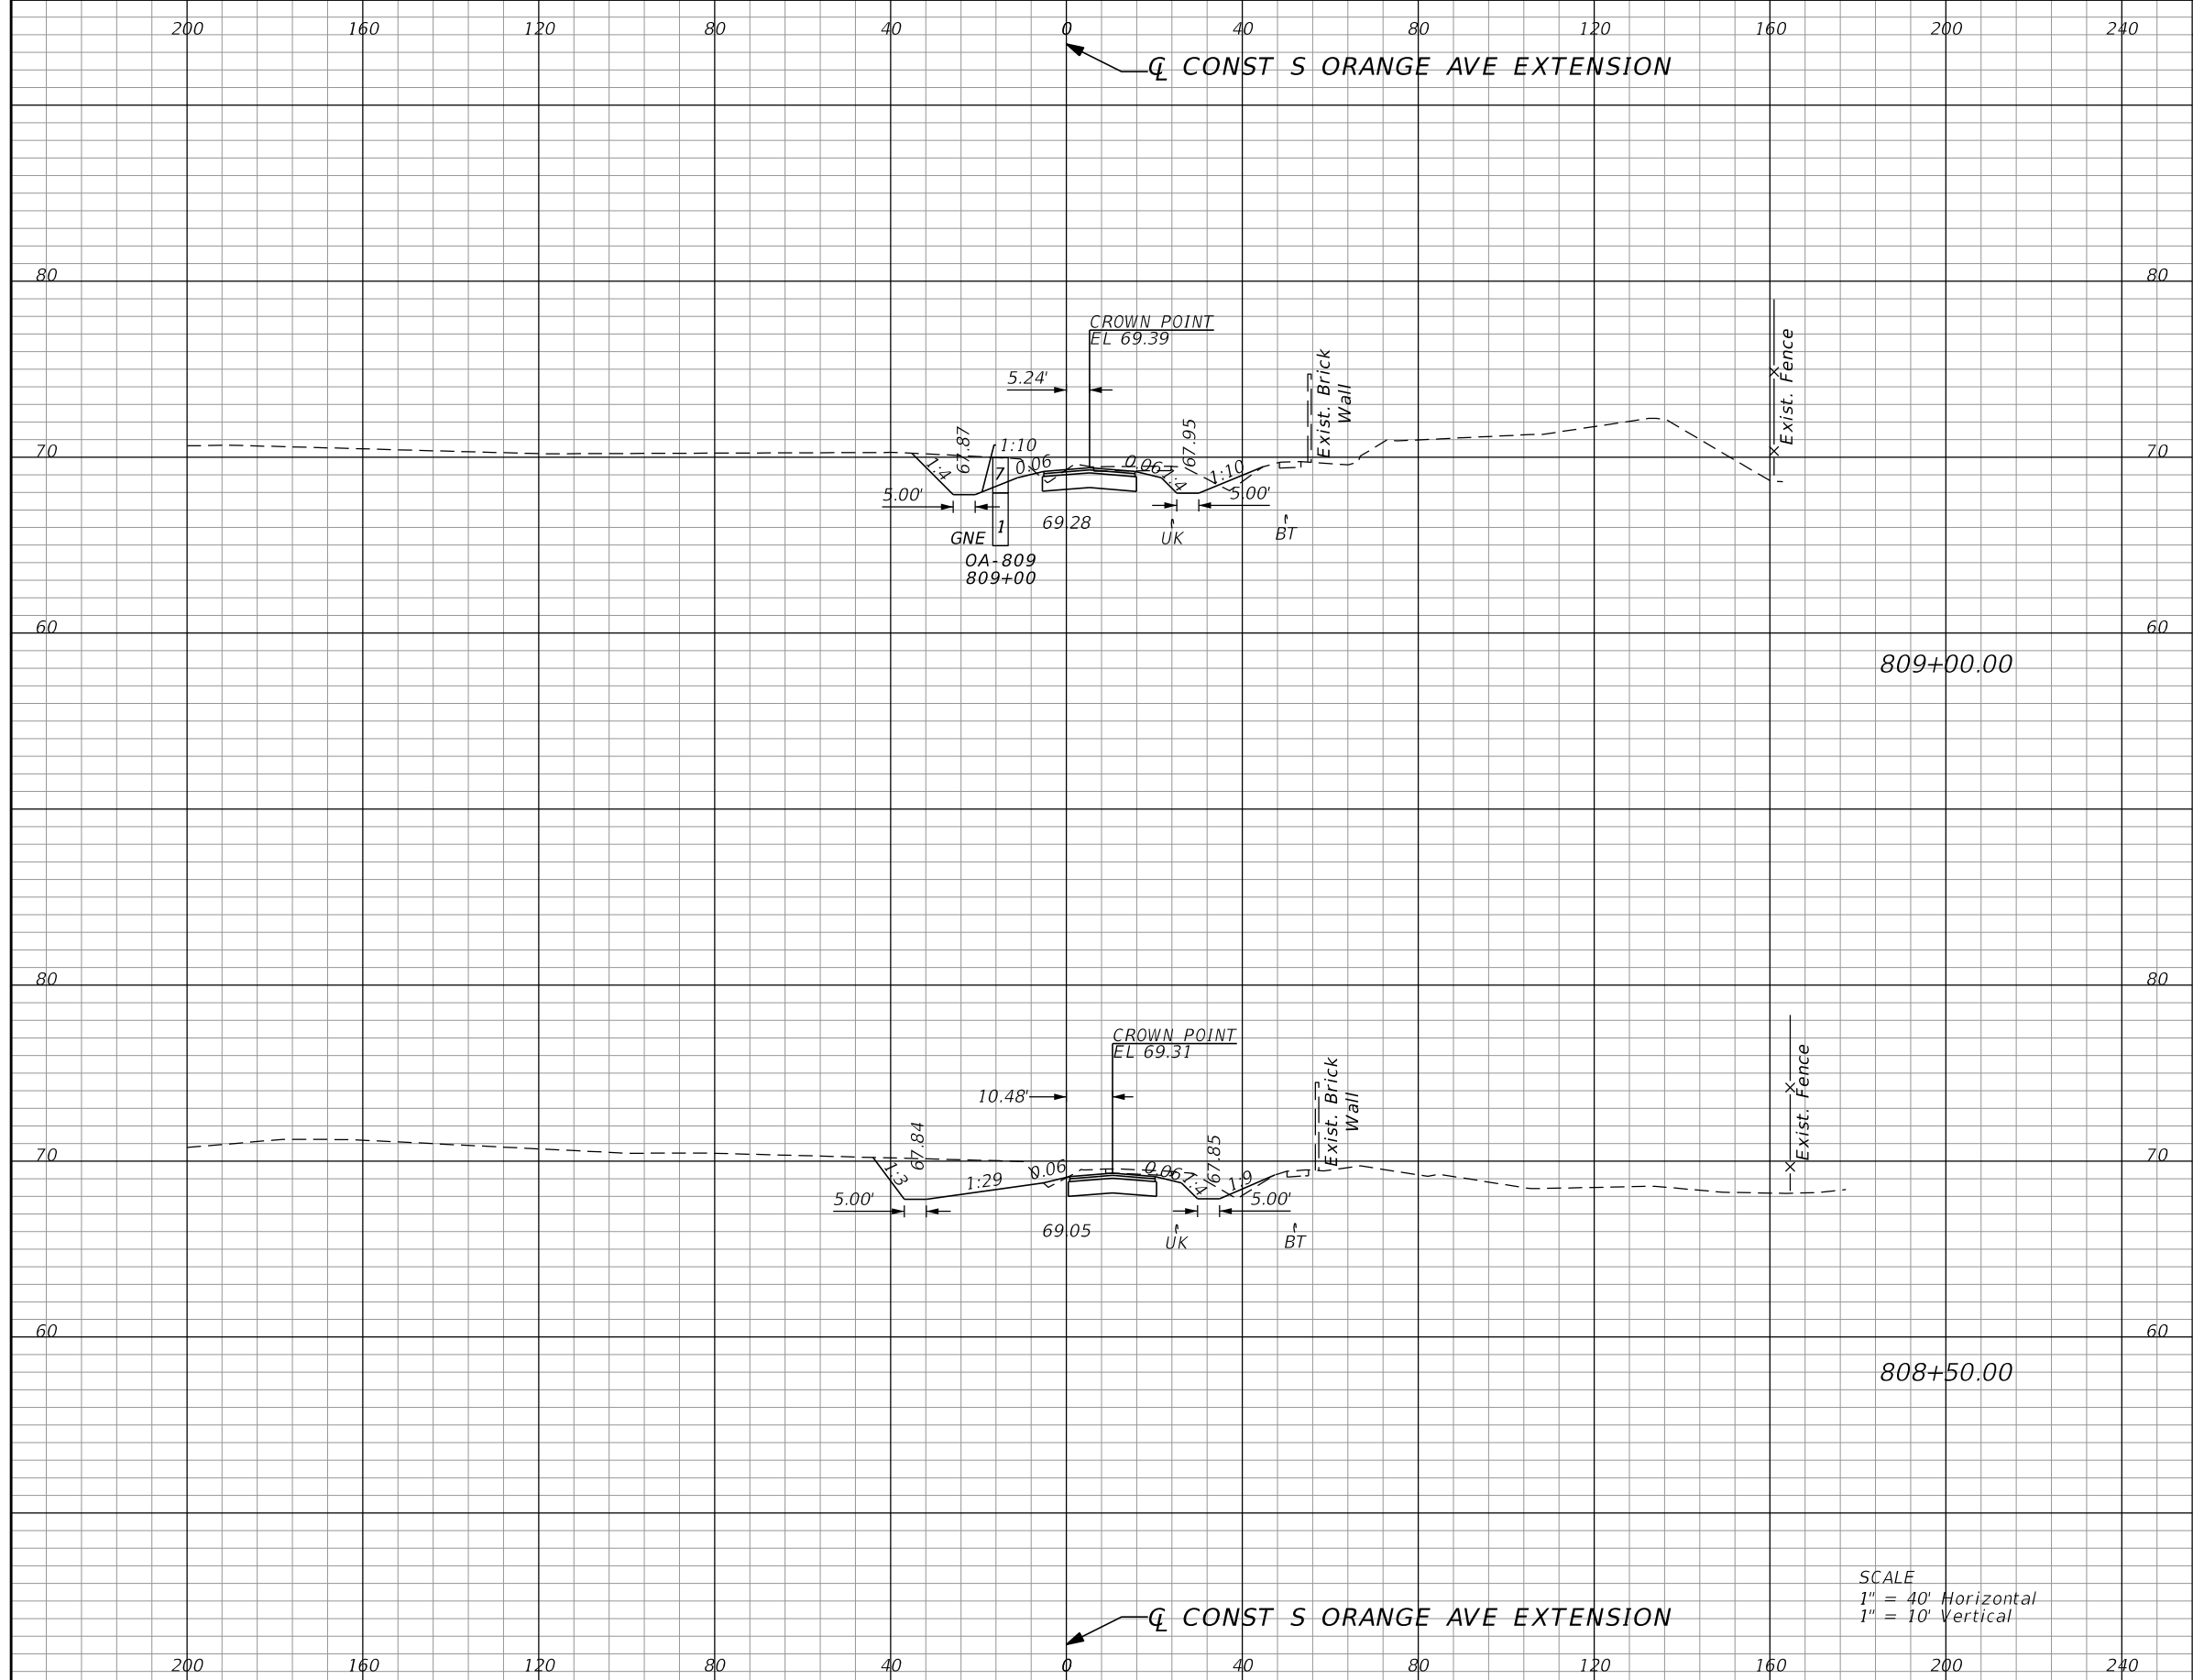 200 160 120 80 40 0 40 80 120 160 200 240
℄ CONST S ORANGE AVE EXTENSION
80 80
CROWN POINT
EL 69.39
5.24'
Exist. Brick
Wall
Exist. Fence
70 70
1:4
67.87
1:10
7
0.06
0.06
1:4
67.95
1:10
5.00'
5.00'
1
69.28
GNE
UK
BT
OA-809
809+00
60 60
809+00.00
80 80
CROWN POINT
EL 69.31
10.48'
Exist. Brick
Wall
Exist. Fence
70 70
1:3
67.84
1:29
0.06
0.06
1:4
67.85
1:9
5.00'
5.00'
69.05
UK
BT
60 60
808+50.00
SCALE
1" = 40' Horizontal
1" = 10' Vertical
℄ CONST S ORANGE AVE EXTENSION
200 160 120 80 40 0 40 80 120 160 200 240